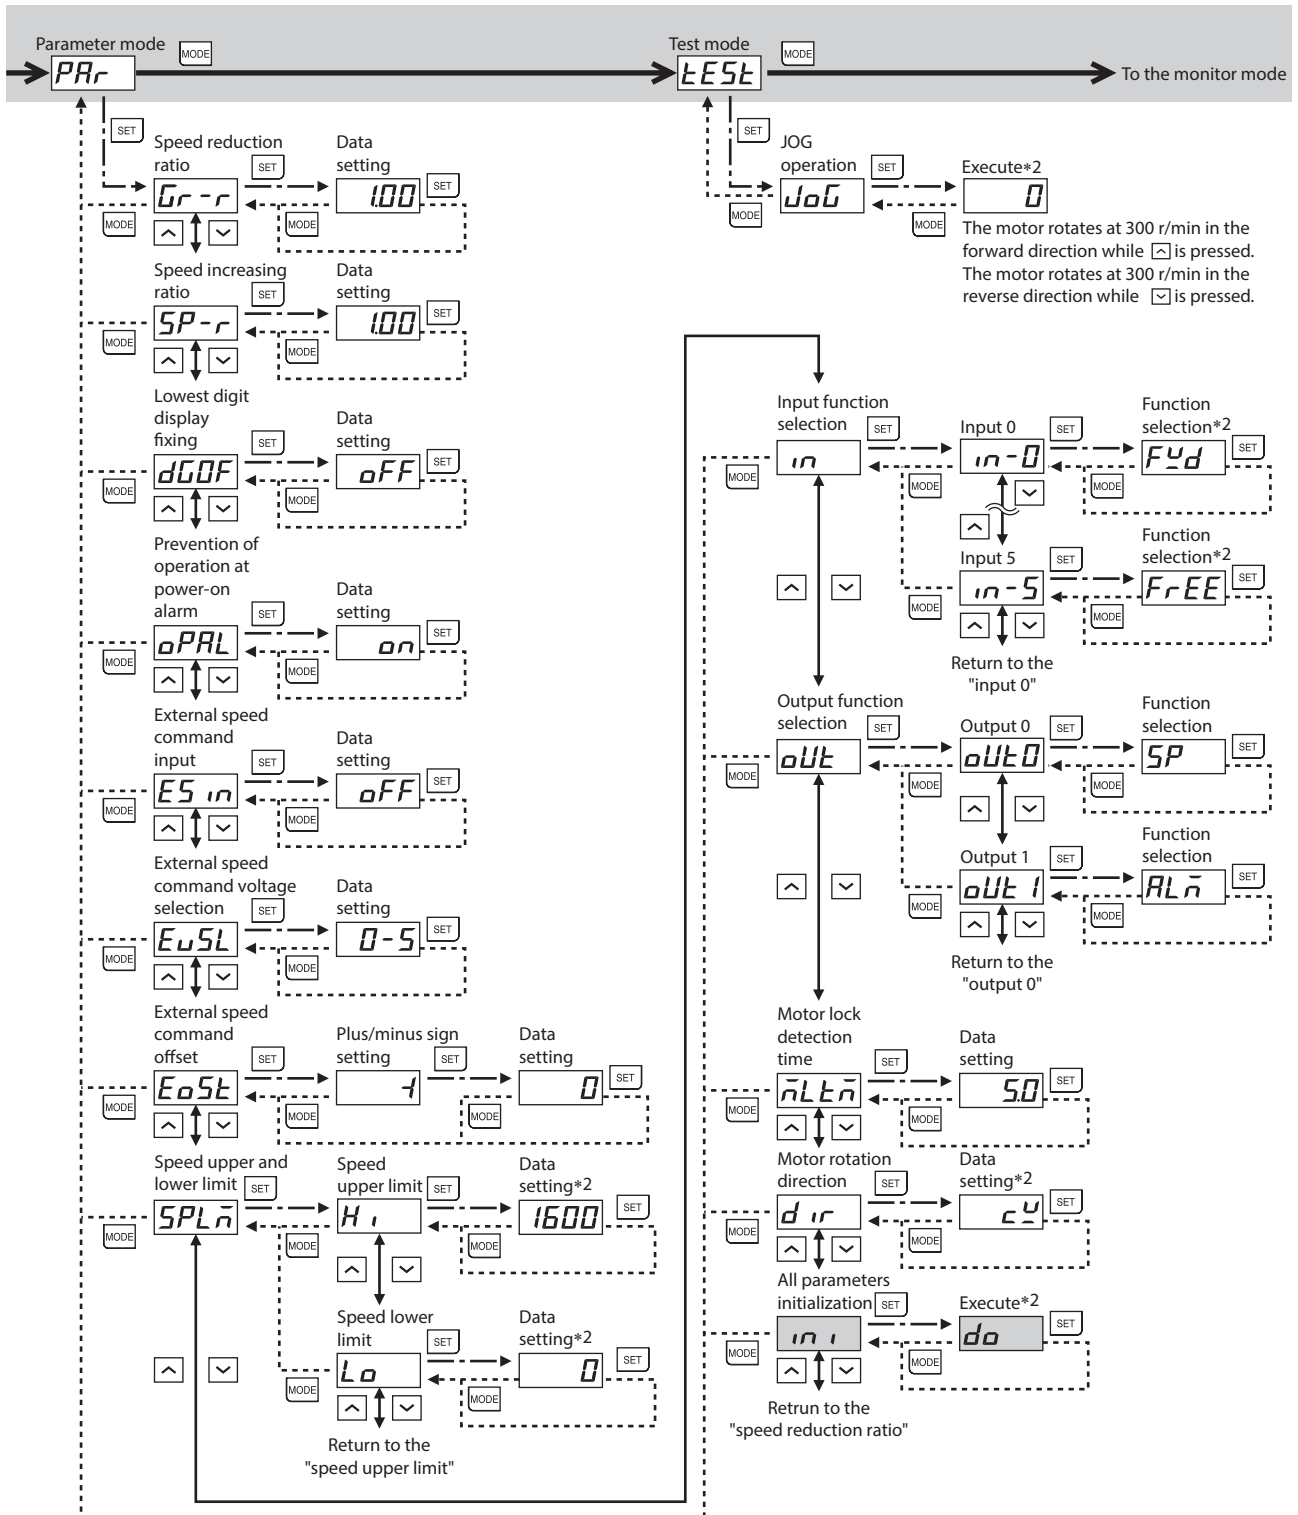 Parameter mode
MODE
PAr
Test mode
MODE
tESt
To the monitor mode
SET
Speed reduction
ratio
SET
Data
setting
Gr-r
1.00
SET
MODE
MODE
Speed increasing
ratio
SET
Data
setting
SP-r
1.00
SET
MODE
MODE
Lowest digit
display
fixing
SET
Data
setting
dGOF
oFF
SET
MODE
MODE
Prevention of
operation at
power-on
alarm
SET
Data
setting
oPAL
on
SET
MODE
MODE
External speed
command
input
SET
Data
setting
ES in
oFF
SET
MODE
MODE
External speed
command voltage
selection
SET
Data
setting
EvSL
0-5
SET
MODE
MODE
External speed
command
offset
SET
Plus/minus sign
setting
SET
Data
setting
EoSt
0
SET
MODE
MODE
MODE
Speed upper and
lower limit
SET
Speed
upper limit
SET
Data
setting*2
SPLm
Hi
1600
SET
MODE
MODE
MODE
Speed lower
limit
SET
Data
setting*2
Lo
0
SET
MODE
MODE
Return to the
"speed upper limit"
SET
JOG
operation
SET
Execute*2
JoG
0
MODE
MODE
The motor rotates at 300 r/min in the
forward direction while ^ is pressed.
The motor rotates at 300 r/min in the
reverse direction while v is pressed.
Input function
selection
SET
Input 0
SET
Function
selection*2
in
in-0
Fwd
SET
MODE
MODE
MODE
Input 5
SET
Function
selection*2
in-5
FrEE
SET
MODE
MODE
Return to the
"input 0"
Output function
selection
SET
Output 0
SET
Function
selection
oUt
oUt0
SP
SET
MODE
MODE
MODE
Output 1
SET
Function
selection
oUt1
ALm
SET
MODE
MODE
Return to the
"output 0"
Motor lock
detection
time
SET
Data
setting
mLtm
5.0
SET
MODE
MODE
Motor rotation
direction
SET
Data
setting*2
dir
cw
SET
MODE
MODE
All parameters
initialization
SET
Execute*2
ini
do
SET
MODE
MODE
Retrun to the
"speed reduction ratio"